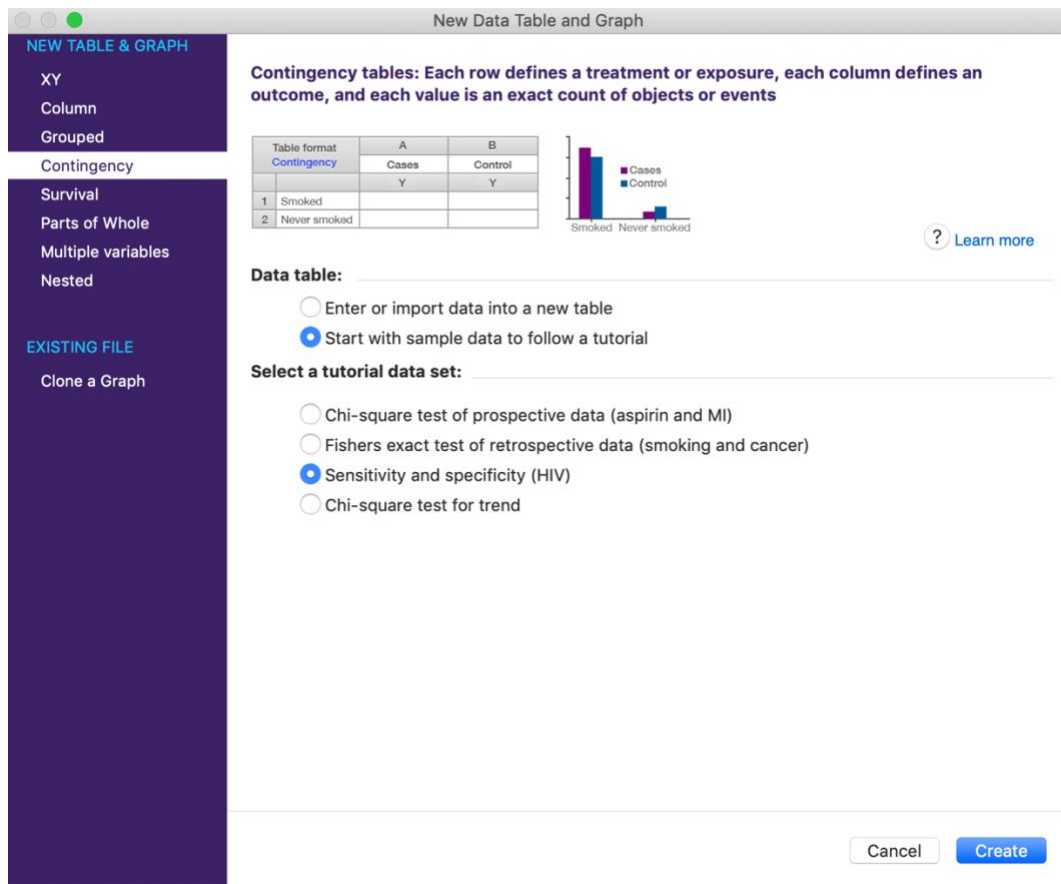 New Data Table and Graph
NEW TABLE & GRAPH
XY
Column
Grouped
Contingency
Survival
Parts of Whole
Multiple variables
Nested
EXISTING FILE
Clone a Graph
Contingency tables: Each row defines a treatment or exposure, each column defines an
outcome, and each value is an exact count of objects or events
Table format A B
Contingency Cases Control
Y Y
1 Smoked
2 Never smoked
Cases
Control
Smoked Never smoked
? Learn more
Data table:
Enter or import data into a new table
Start with sample data to follow a tutorial
Select a tutorial data set:
Chi-square test of prospective data (aspirin and MI)
Fishers exact test of retrospective data (smoking and cancer)
Sensitivity and specificity (HIV)
Chi-square test for trend
Cancel Create